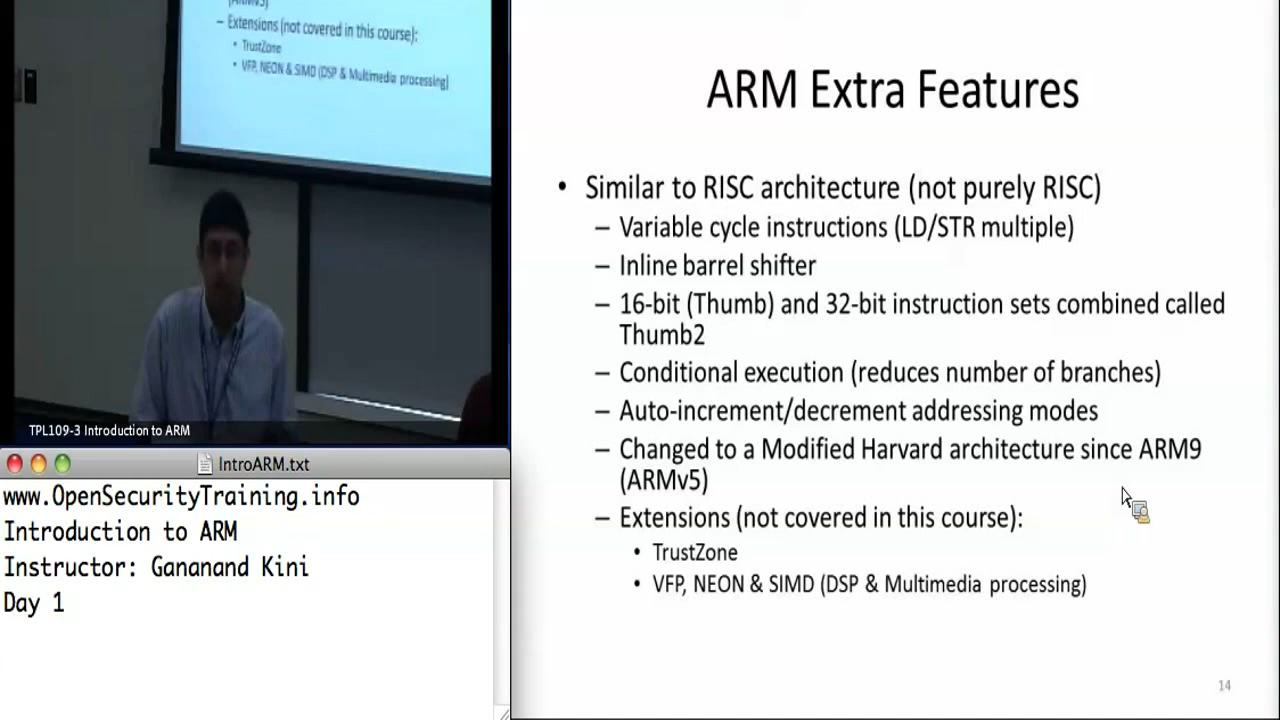 (ARMv5)
– Extensions (not covered in this course):
• TrustZone
• VFP, NEON & SIMD (DSP & Multimedia processing)
TPL109-3 Introduction to ARM
IntroARM.txt
www.OpenSecurityTraining.info
Introduction to ARM
Instructor: Gananand Kini
Day 1
ARM Extra Features
• Similar to RISC architecture (not purely RISC)
– Variable cycle instructions (LD/STR multiple)
– Inline barrel shifter
– 16-bit (Thumb) and 32-bit instruction sets combined called
Thumb2
– Conditional execution (reduces number of branches)
– Auto-increment/decrement addressing modes
– Changed to a Modified Harvard architecture since ARM9
(ARMv5)
– Extensions (not covered in this course):
• TrustZone
• VFP, NEON & SIMD (DSP & Multimedia processing)
14